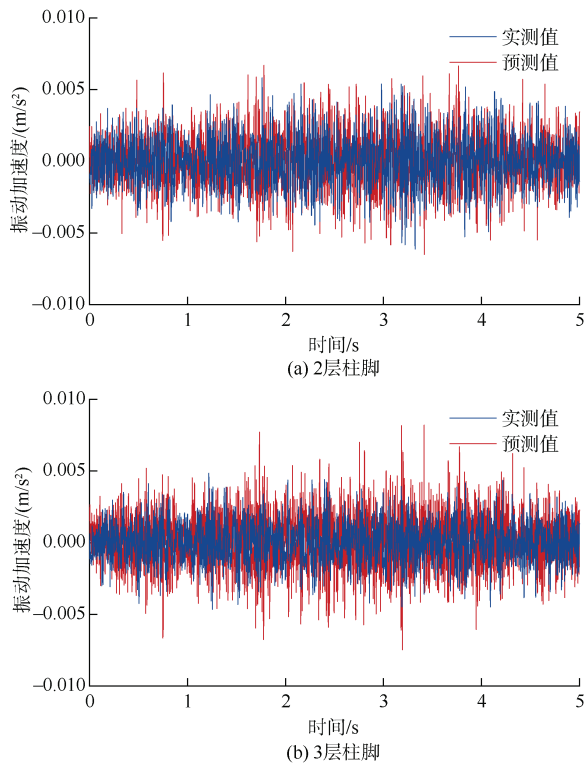 0.010
实测值
预测值
0.005
0.000
−0.005
−0.010
振动加速度/(m/s²)
0 1 2 3 4 5
时间/s
(a) 2层柱脚
0.010
实测值
预测值
0.005
0.000
−0.005
−0.010
振动加速度/(m/s²)
0 1 2 3 4 5
时间/s
(b) 3层柱脚